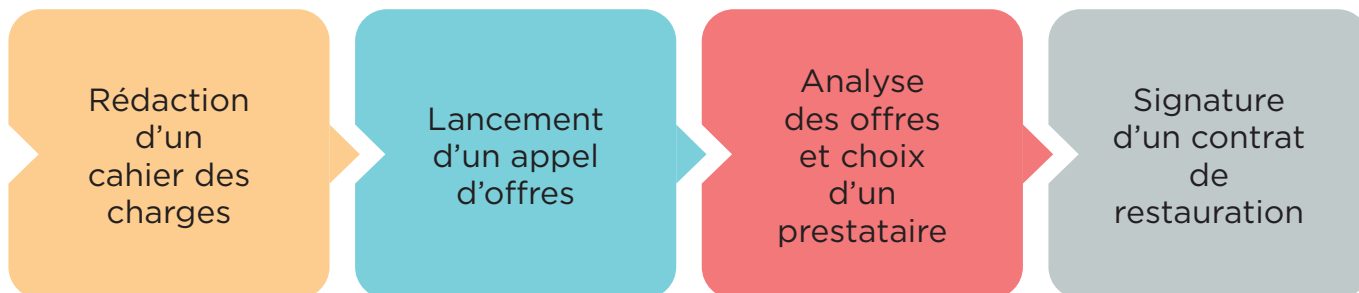 Rédaction
d'un
cahier des
charges
Lancement
d'un appel
d'offres
Analyse
des offres
et choix
d'un
prestataire
Signature
d'un contrat
de
restauration